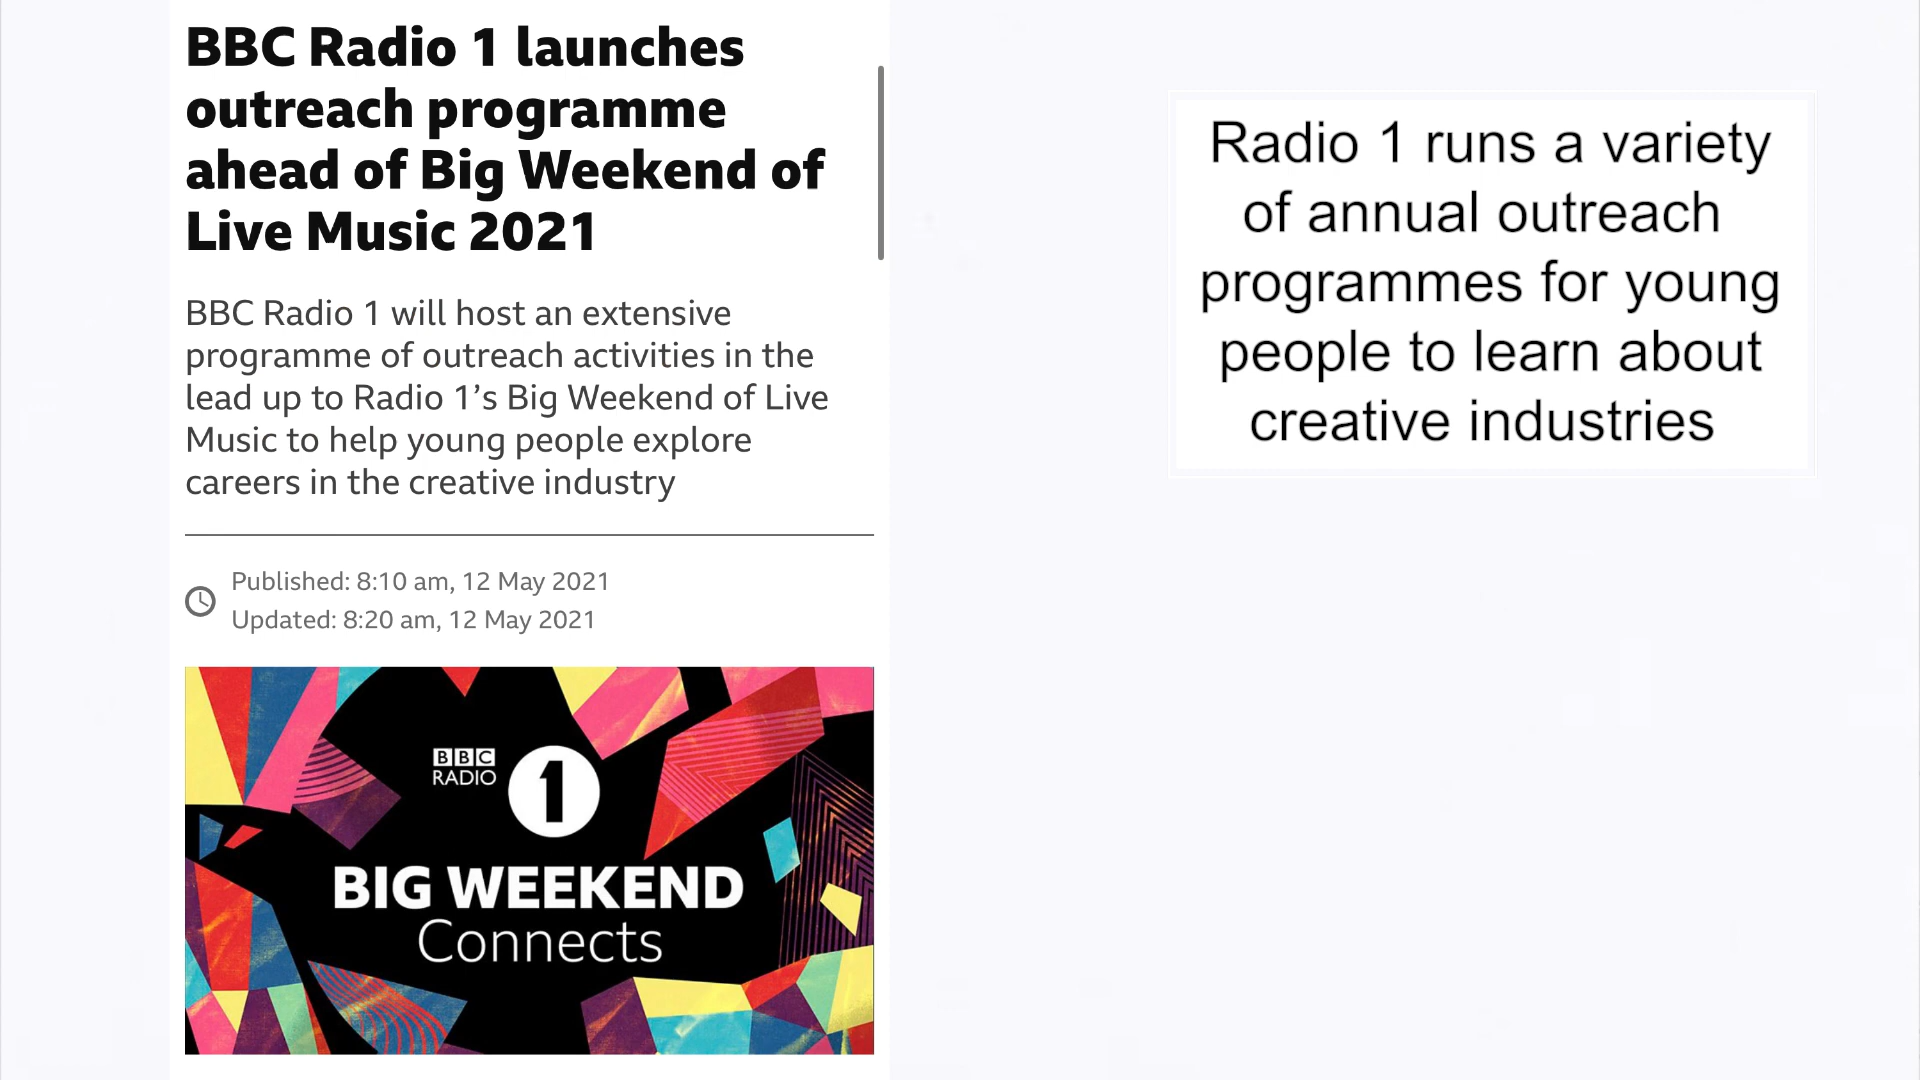 BBC Radio 1 launches
outreach programme
ahead of Big Weekend of
Live Music 2021
BBC Radio 1 will host an extensive
programme of outreach activities in the
lead up to Radio 1’s Big Weekend of Live
Music to help young people explore
careers in the creative industry
Published: 8:10 am, 12 May 2021
Updated: 8:20 am, 12 May 2021
BBC
RADIO
1
BIG WEEKEND
Connects
Radio 1 runs a variety
of annual outreach
programmes for young
people to learn about
creative industries